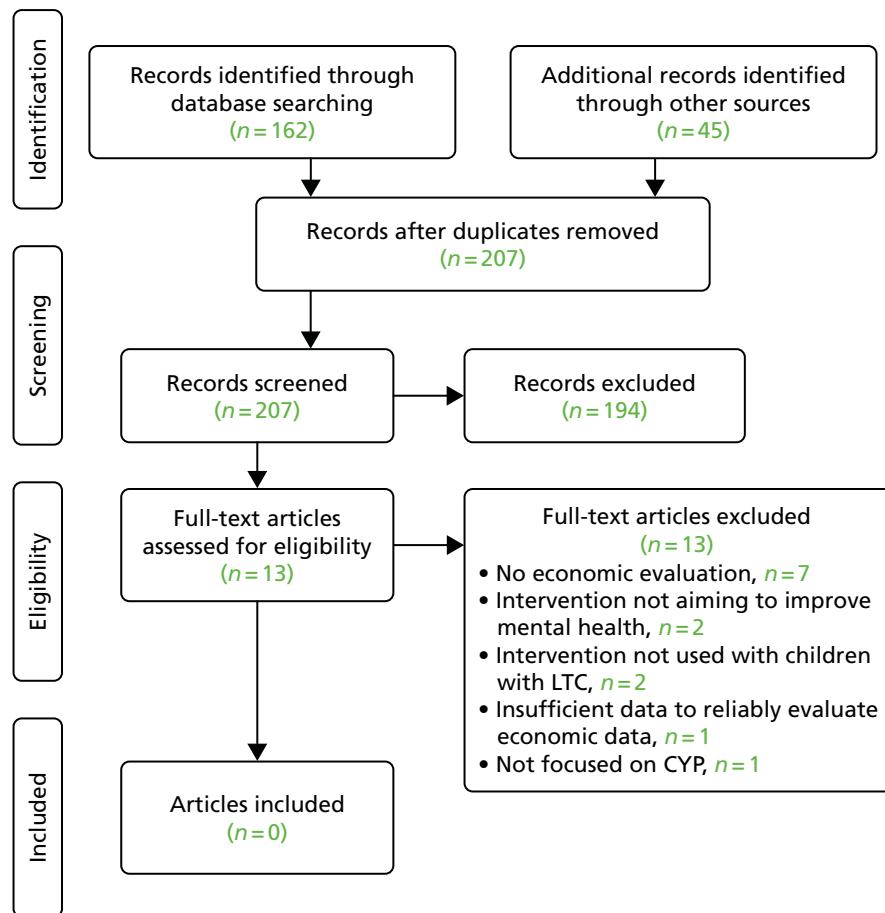 Identification
Records identified through
database searching
(n = 162)
Additional records identified
through other sources
(n = 45)
Records after duplicates removed
(n = 207)
Screening
Records screened
(n = 207)
Records excluded
(n = 194)
Eligibility
Full-text articles
assessed for eligibility
(n = 13)
Full-text articles excluded
(n = 13)
• No economic evaluation, n = 7
• Intervention not aiming to improve
mental health, n = 2
• Intervention not used with children
with LTC, n = 2
• Insufficient data to reliably evaluate
economic data, n = 1
• Not focused on CYP, n = 1
Included
Articles included
(n = 0)